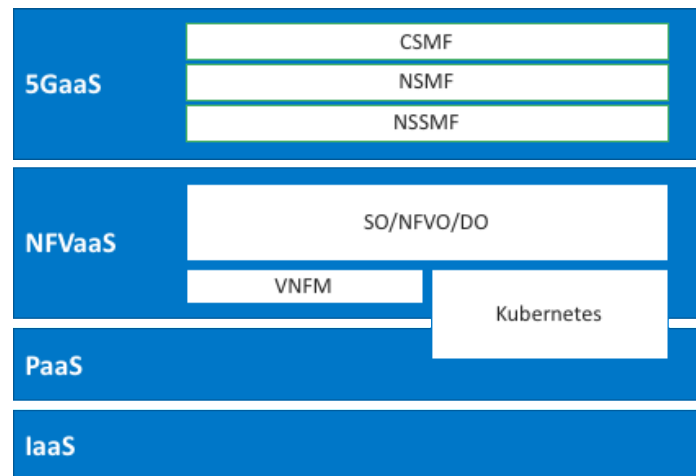 CSMF
5GaaS
NSMF
NSSMF
SO/NFVO/DO
NFVaaS
VNFM
Kubernetes
PaaS
IaaS